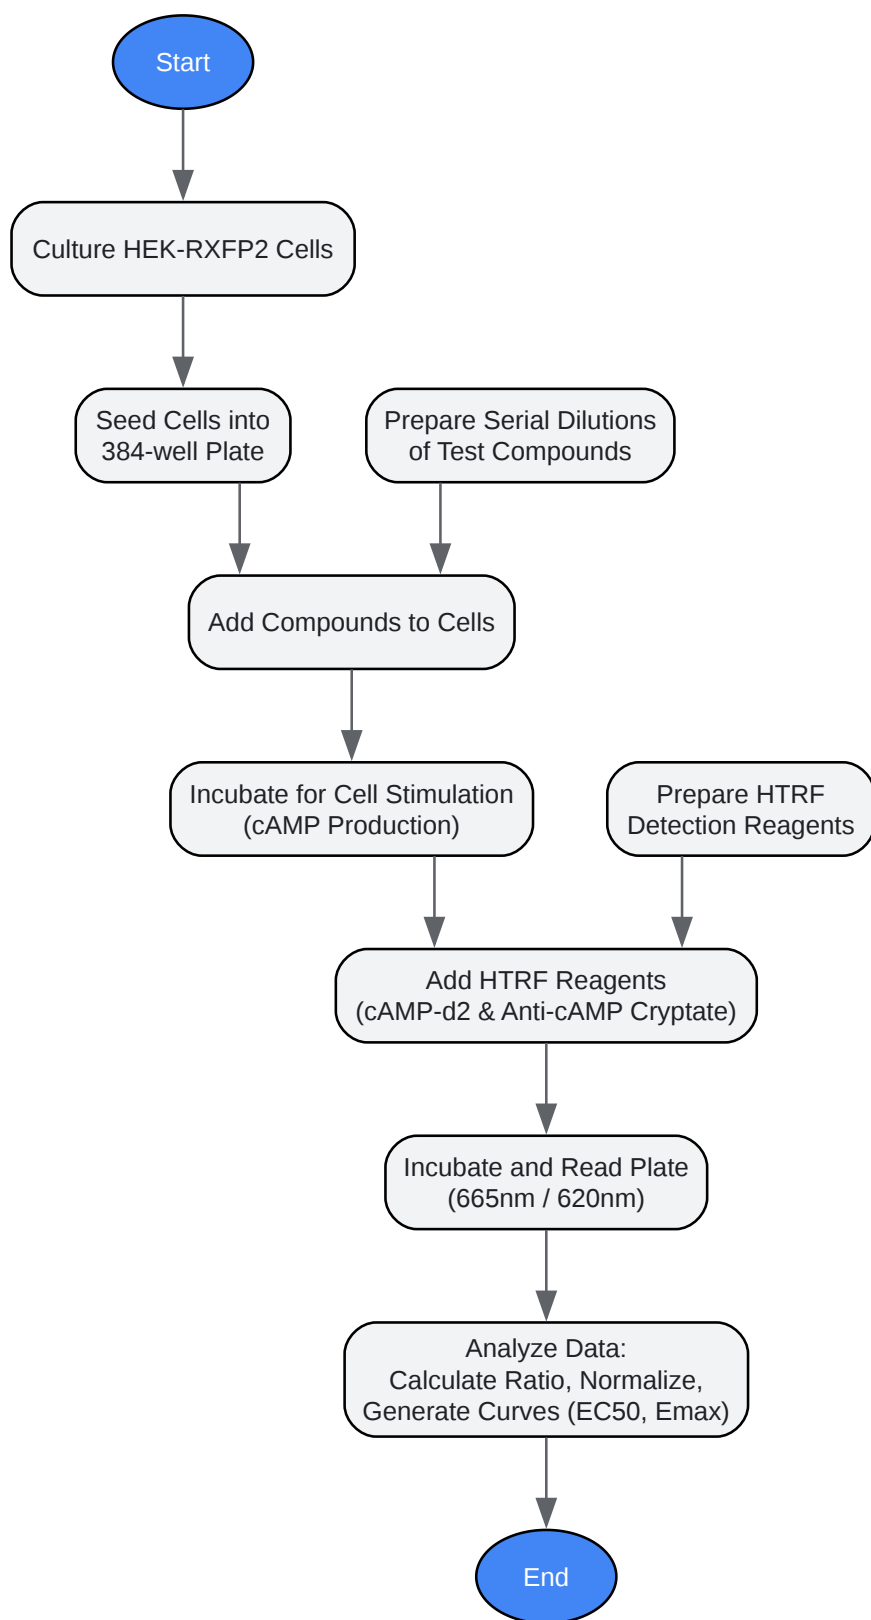 Start
Culture HEK-RXFP2 Cells
Seed Cells into
384-well Plate
Prepare Serial Dilutions
of Test Compounds
Add Compounds to Cells
Incubate for Cell Stimulation
(cAMP Production)
Prepare HTRF
Detection Reagents
Add HTRF Reagents
(cAMP-d2 & Anti-cAMP Cryptate)
Incubate and Read Plate
(665nm / 620nm)
Analyze Data:
Calculate Ratio, Normalize,
Generate Curves (EC50, Emax)
End